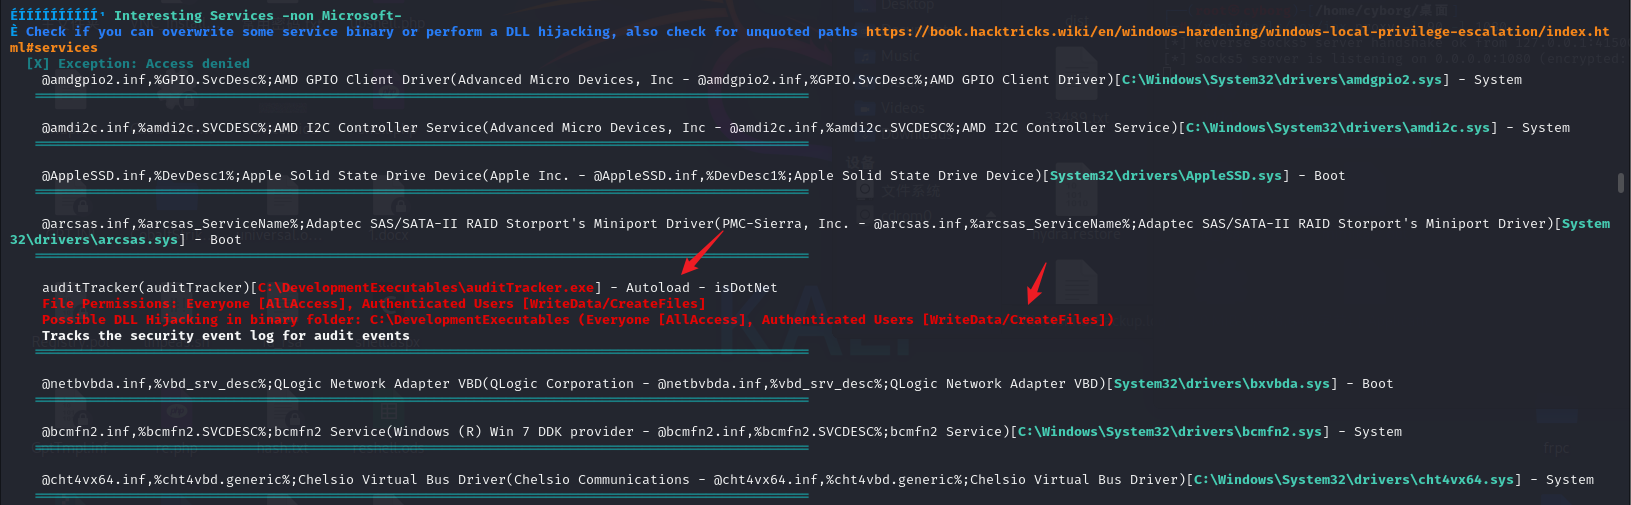 ÉÍÍÍÍÍÍÍÍÍÍ¹ Interesting Services -non Microsoft-
È Check if you can overwrite some service binary or perform a DLL hijacking, also check for unquoted paths https://book.hacktricks.wiki/en/windows-hardening/windows-local-privilege-escalation/index.ht
ml#services
[X] Exception: Access denied
@amdgpio2.inf,%GPIO.SvcDesc%;AMD GPIO Client Driver(Advanced Micro Devices, Inc - @amdgpio2.inf,%GPIO.SvcDesc%;AMD GPIO Client Driver)[C:\Windows\System32\drivers\amdgpio2.sys] - System
@amdi2c.inf,%amdi2c.SVCDESC%;AMD I2C Controller Service(Advanced Micro Devices, Inc - @amdi2c.inf,%amdi2c.SVCDESC%;AMD I2C Controller Service)[C:\Windows\System32\drivers\amdi2c.sys] - System
@AppleSSD.inf,%DevDesc1%;Apple Solid State Drive Device(Apple Inc. - @AppleSSD.inf,%DevDesc1%;Apple Solid State Drive Device)[System32\drivers\AppleSSD.sys] - Boot
@arcsas.inf,%arcsas_ServiceName%;Adaptec SAS/SATA-II RAID Storport's Miniport Driver(PMC-Sierra, Inc. - @arcsas.inf,%arcsas_ServiceName%;Adaptec SAS/SATA-II RAID Storport's Miniport Driver)[System
32\drivers\arcsas.sys] - Boot
auditTracker(auditTracker)[C:\DevelopmentExecutables\auditTracker.exe] - Autoload - isDotNet
File Permissions: Everyone [AllAccess], Authenticated Users [WriteData/CreateFiles]
Possible DLL Hijacking in binary folder: C:\DevelopmentExecutables (Everyone [AllAccess], Authenticated Users [WriteData/CreateFiles])
Tracks the security event log for audit events
@netbvbda.inf,%vbd_srv_desc%;QLogic Network Adapter VBD(QLogic Corporation - @netbvbda.inf,%vbd_srv_desc%;QLogic Network Adapter VBD)[System32\drivers\bxvbda.sys] - Boot
@bcmfn2.inf,%bcmfn2.SVCDESC%;bcmfn2 Service(Windows (R) Win 7 DDK provider - @bcmfn2.inf,%bcmfn2.SVCDESC%;bcmfn2 Service)[C:\Windows\System32\drivers\bcmfn2.sys] - System
@cht4vx64.inf,%cht4vbd.generic%;Chelsio Virtual Bus Driver(Chelsio Communications - @cht4vx64.inf,%cht4vbd.generic%;Chelsio Virtual Bus Driver)[C:\Windows\System32\drivers\cht4vx64.sys] - System